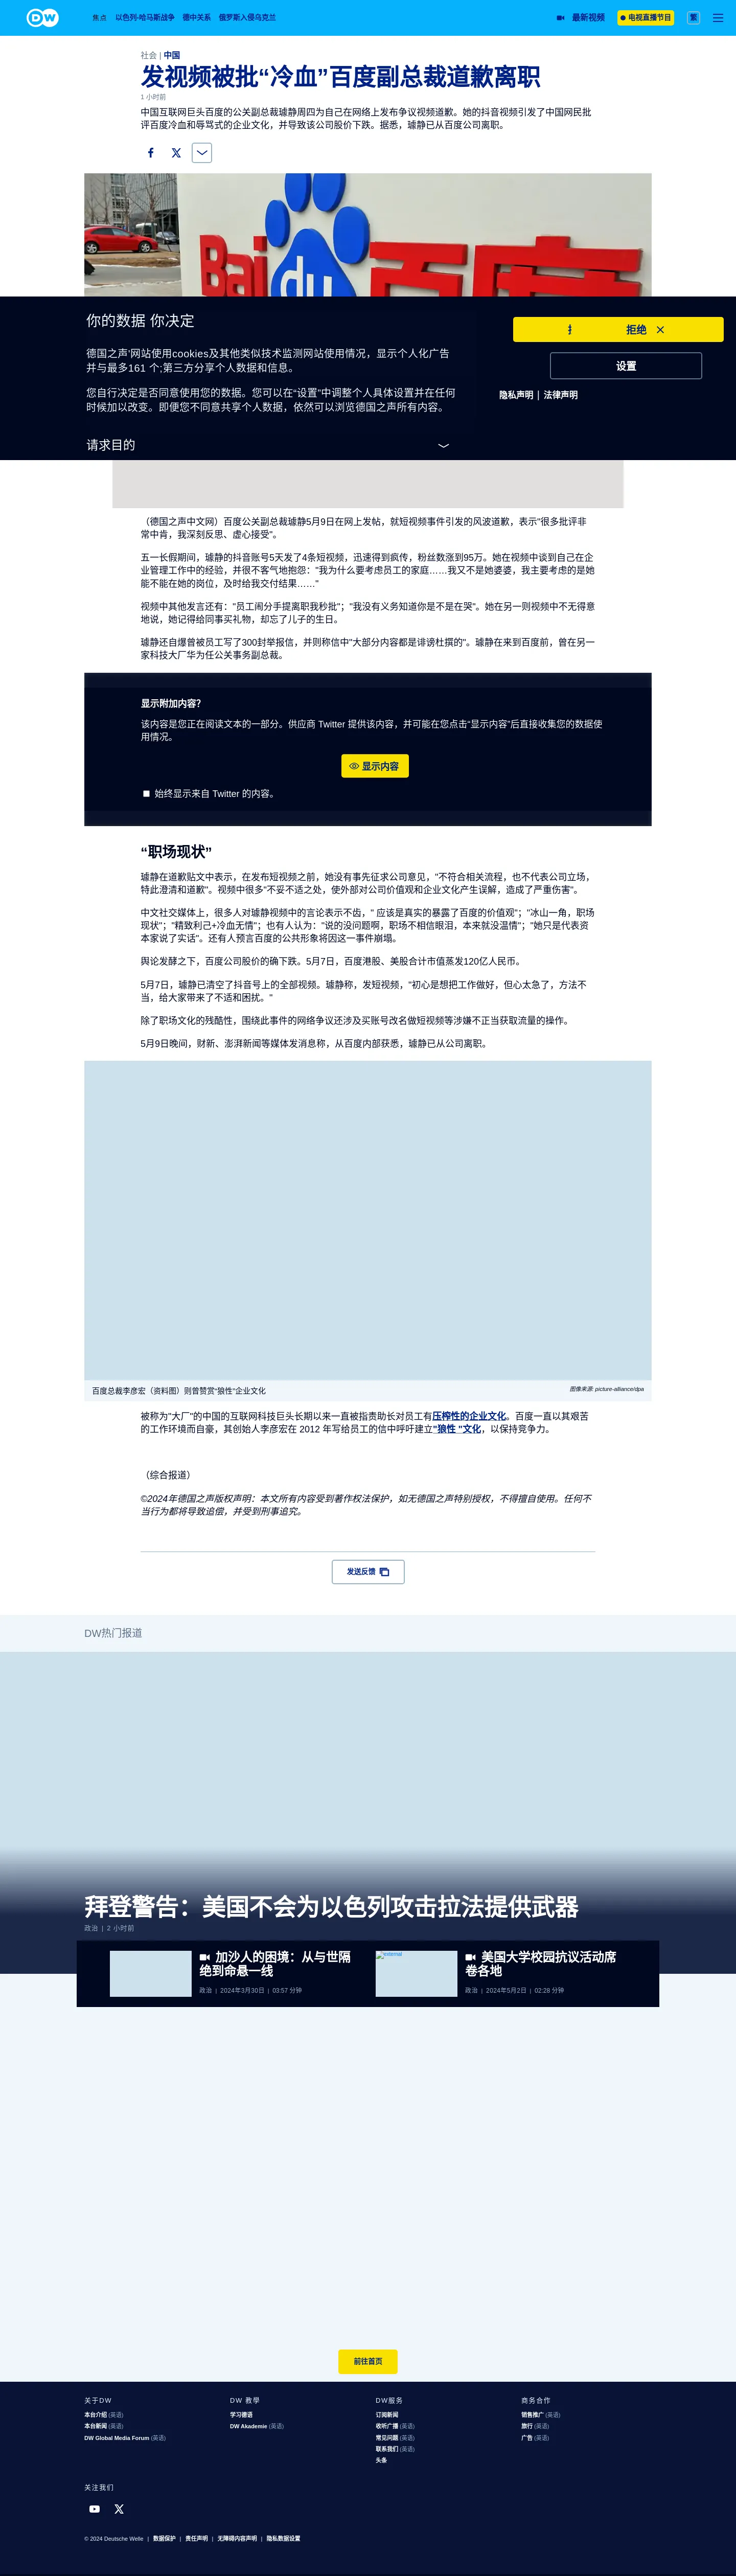 DW
焦点 以色列-哈马斯战争 德中关系 俄罗斯入侵乌克兰 最新视频 电视直播节目 繁
社会 | 中国
发视频被批“冷血”百度副总裁道歉离职
1 小时前
中国互联网巨头百度的公关副总裁璩静周四为自己在网络上发布争议视频道歉。她的抖音视频引发了中国网民批
评百度冷血和辱骂式的企业文化，并导致该公司股价下跌。据悉，璩静已从百度公司离职。
Bai du 百度
你的数据 你决定
德国之声'网站使用cookies及其他类似技术监测网站使用情况，显示个人化广告
并与最多161 个;第三方分享个人数据和信息。
您自行决定是否同意使用您的数据。您可以在“设置”中调整个人具体设置并在任何
时候加以改变。即便您不同意共享个人数据，依然可以浏览德国之声所有内容。
请求目的
拒绝
设置
隐私声明 | 法律声明
（德国之声中文网）百度公关副总裁璩静5月9日在网上发帖，就短视频事件引发的风波道歉，表示"很多批评非
常中肯，我深刻反思、虚心接受"。
五一长假期间，璩静的抖音账号5天发了4条短视频，迅速得到疯传，粉丝数涨到95万。她在视频中谈到自己在企
业管理工作中的经验，并很不客气地抱怨："我为什么要考虑员工的家庭……我又不是她婆婆，我主要考虑的是她
能不能在她的岗位，及时给我交付结果……"
视频中其他发言还有："员工闹分手提离职我秒批"；"我没有义务知道你是不是在哭"。她在另一则视频中不无得意
地说，她记得给同事买礼物，却忘了儿子的生日。
璩静还自爆曾被员工写了300封举报信，并则称信中"大部分内容都是诽谤杜撰的"。璩静在来到百度前，曾在另一
家科技大厂华为任公关事务副总裁。
显示附加内容?
该内容是您正在阅读文本的一部分。供应商 Twitter 提供该内容，并可能在您点击“显示内容”后直接收集您的数据使
用情况。
显示内容
始终显示来自 Twitter 的内容。
“职场现状”
璩静在道歉贴文中表示，在发布短视频之前，她没有事先征求公司意见，"不符合相关流程，也不代表公司立场，
特此澄清和道歉"。视频中很多"不妥不适之处，使外部对公司价值观和企业文化产生误解，造成了严重伤害"。
中文社交媒体上，很多人对璩静视频中的言论表示不齿，" 应该是真实的暴露了百度的价值观"；"冰山一角，职场
现状"；"精致利己+冷血无情"；也有人认为："说的没问题啊，职场不相信眼泪，本来就没温情"；"她只是代表资
本家说了实话"。还有人预言百度的公共形象将因这一事件崩塌。
舆论发酵之下，百度公司股价的确下跌。5月7日，百度港股、美股合计市值蒸发120亿人民币。
5月7日，璩静已清空了抖音号上的全部视频。璩静称，发短视频，"初心是想把工作做好，但心太急了，方法不
当，给大家带来了不适和困扰。"
除了职场文化的残酷性，围绕此事件的网络争议还涉及买账号改名做短视频等涉嫌不正当获取流量的操作。
5月9日晚间，财新、澎湃新闻等媒体发消息称，从百度内部获悉，璩静已从公司离职。
百度总裁李彦宏（资料图）则曾赞赏“狼性”企业文化
图像来源: picture-alliance/dpa
被称为"大厂"的中国的互联网科技巨头长期以来一直被指责助长对员工有压榨性的企业文化。百度一直以其艰苦
的工作环境而自豪，其创始人李彦宏在 2012 年写给员工的信中呼吁建立"狼性 "文化，以保持竞争力。
（综合报道）
©2024年德国之声版权声明：本文所有内容受到著作权法保护，如无德国之声特别授权，不得擅自使用。任何不
当行为都将导致追偿，并受到刑事追究。
发送反馈
DW热门报道
拜登警告：美国不会为以色列攻击拉法提供武器
政治 | 2 小时前
加沙人的困境：从与世隔
绝到命悬一线
政治 | 2024年3月30日 | 03:57 分钟
external
美国大学校园抗议活动席
卷各地
政治 | 2024年5月2日 | 02:28 分钟
前往首页
关于DW
本台介绍 (英语)
本台新闻 (英语)
DW Global Media Forum (英语)
DW 教學
学习德语
DW Akademie (英语)
DW服务
订阅新闻
收听广播 (英语)
常见问题 (英语)
联系我们 (英语)
头条
商务合作
销售推广 (英语)
旅行 (英语)
广告 (英语)
关注我们
© 2024 Deutsche Welle | 数据保护 | 责任声明 | 无障碍内容声明 | 隐私数据设置